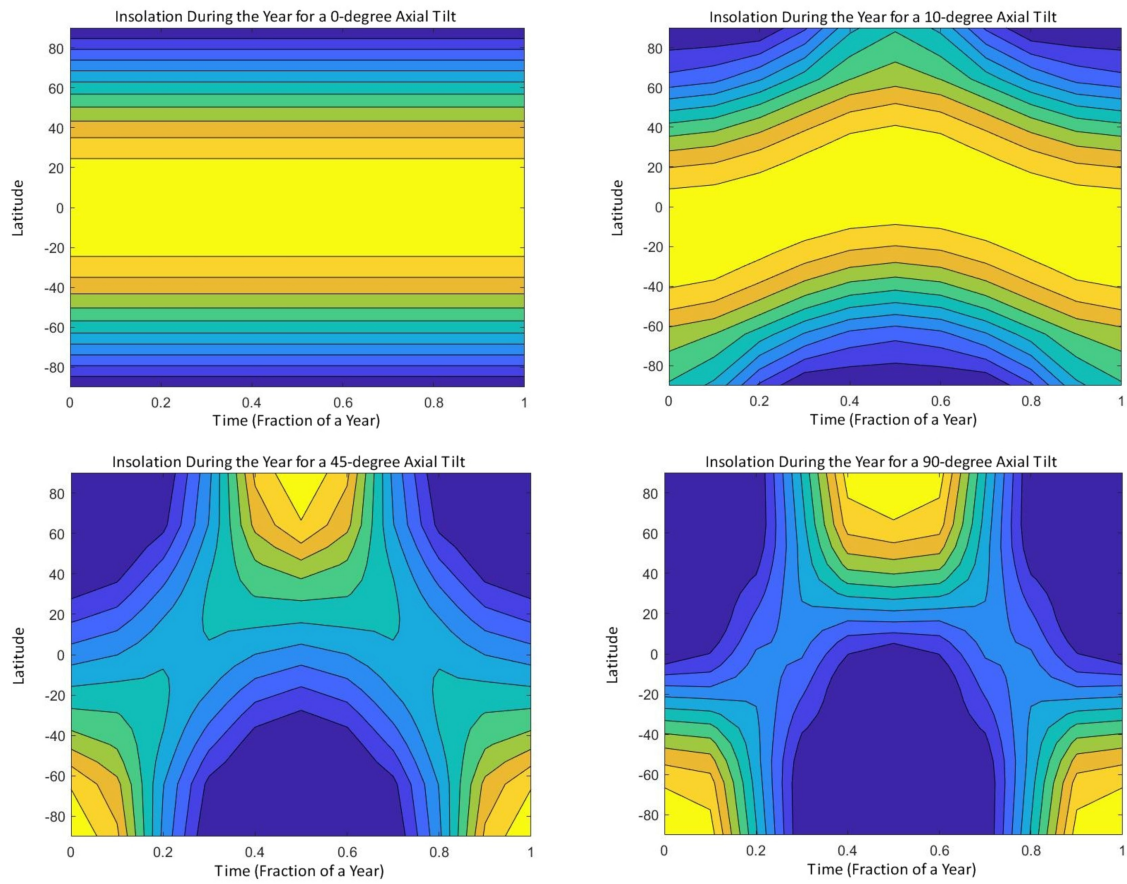 Insolation During the Year for a 0-degree Axial Tilt
80
60
40
20
0
-20
-40
-60
-80
Latitude
0 0.2 0.4 0.6 0.8 1
Time (Fraction of a Year)
Insolation During the Year for a 10-degree Axial Tilt
80
60
40
20
0
-20
-40
-60
-80
Latitude
0 0.2 0.4 0.6 0.8 1
Time (Fraction of a Year)
Insolation During the Year for a 45-degree Axial Tilt
80
60
40
20
0
-20
-40
-60
-80
Latitude
0 0.2 0.4 0.6 0.8 1
Time (Fraction of a Year)
Insolation During the Year for a 90-degree Axial Tilt
80
60
40
20
0
-20
-40
-60
-80
Latitude
0 0.2 0.4 0.6 0.8 1
Time (Fraction of a Year)